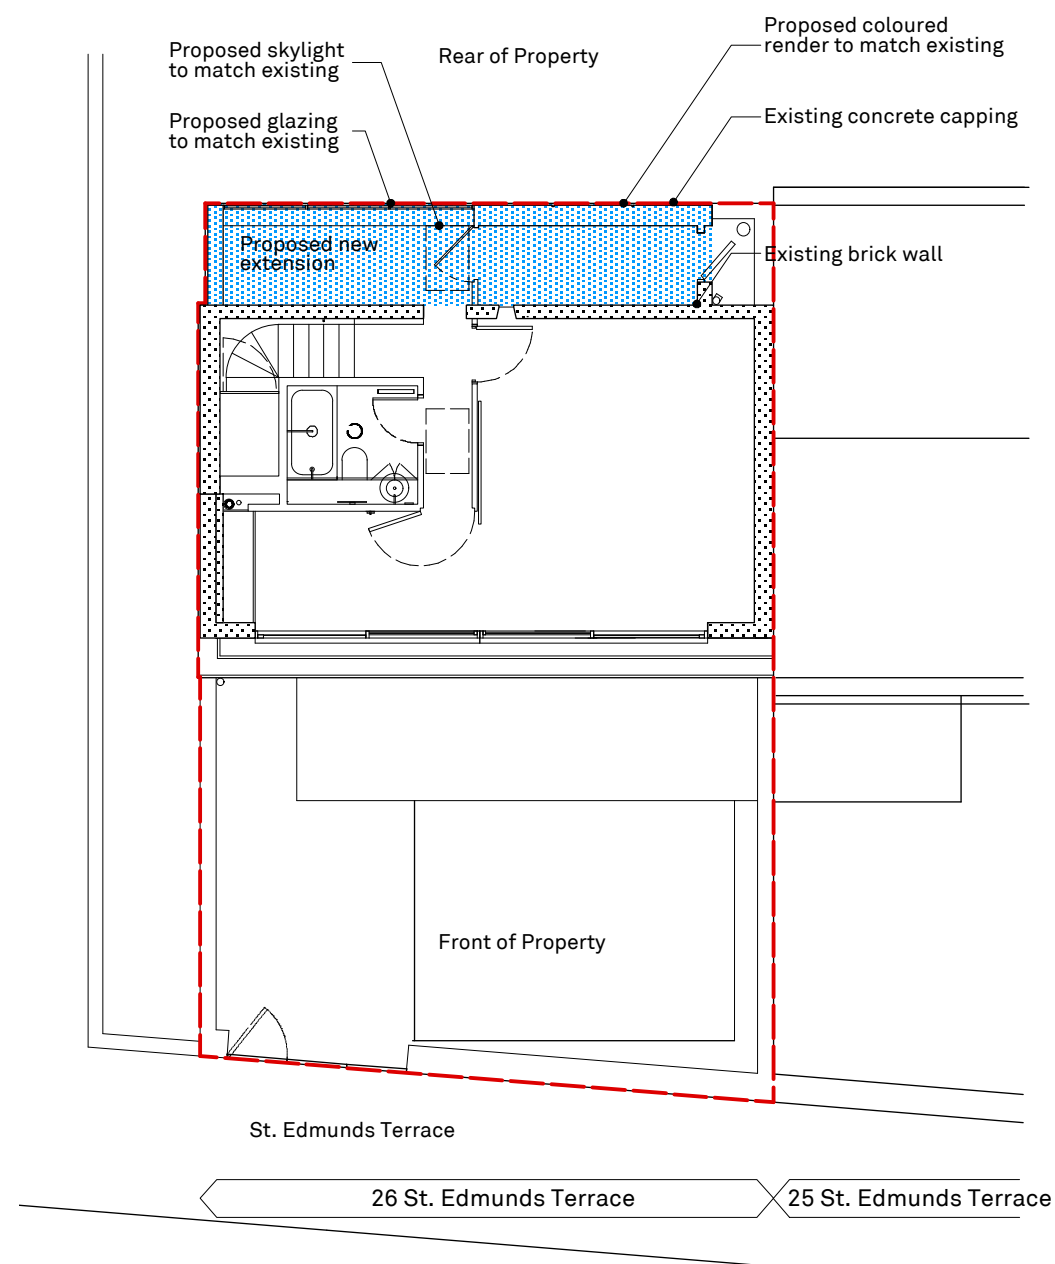 Proposed coloured
render to match existing
Proposed skylight
to match existing
Rear of Property
Proposed glazing
to match existing
Existing concrete capping
Proposed new
extension
Existing brick wall
Front of Property
St. Edmunds Terrace
26 St. Edmunds Terrace
25 St. Edmunds Terrace